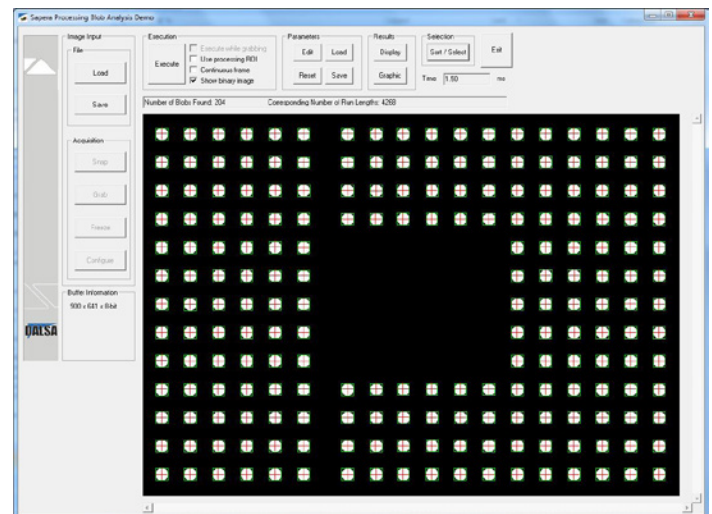 Sapera Processing Blob Analysis Demo
Image Input
File
Load
Save
Acquisition
Snap
Grab
Freeze
Configure
Buffer Information
900 x 641 x 8-bit
DALSA
Execution
Execute
Execute while grabbing
Use processing ROI
Continuous frame
Show binary image
Parameters
Edit Load
Reset Save
Results
Display
Graphic
Selection
Sort / Select
Exit
Time 1.50 ms
Number of Blobs Found: 204 Corresponding Number of Run Lengths: 4268